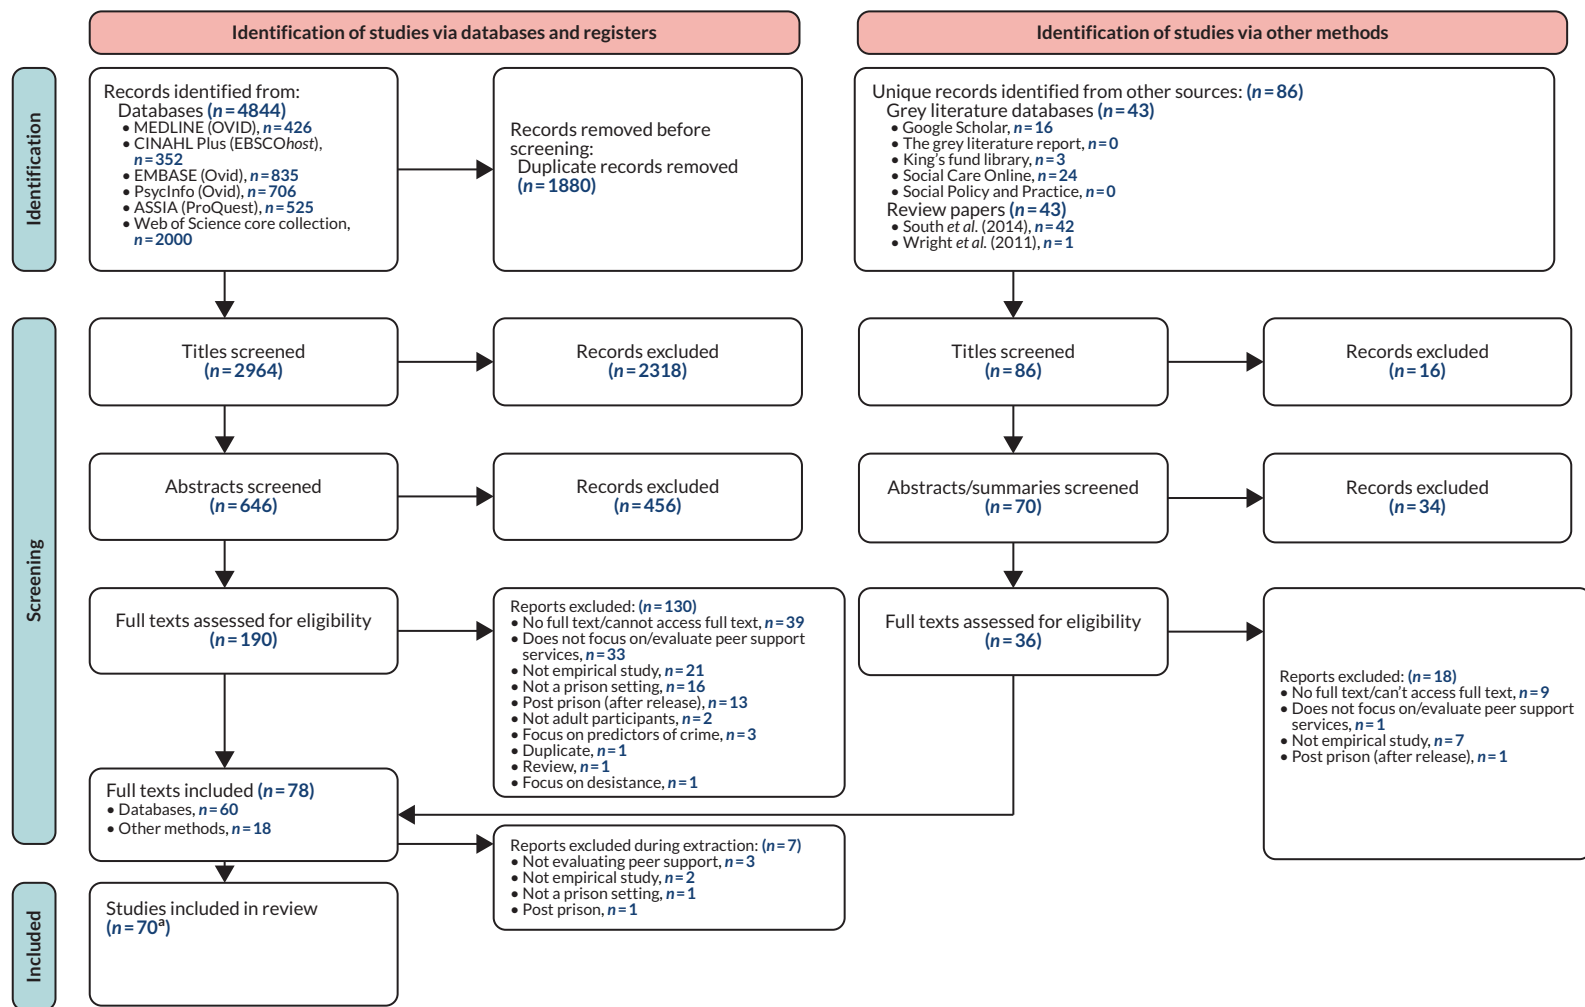 Identification of studies via databases and registers
Identification of studies via other methods
Identification
Records identified from:
Databases (n=4844)
• MEDLINE (OVID), n=426
• CINAHL Plus (EBSCOhost),
n=352
• EMBASE (Ovid), n=835
• PsycInfo (Ovid), n=706
• ASSIA (ProQuest), n=525
• Web of Science core collection,
n=2000
Records removed before
screening:
Duplicate records removed
(n=1880)
Unique records identified from other sources: (n=86)
Grey literature databases (n=43)
• Google Scholar, n=16
• The grey literature report, n=0
• King's fund library, n=3
• Social Care Online, n=24
• Social Policy and Practice, n=0
Review papers (n=43)
• South et al. (2014), n=42
• Wright et al. (2011), n=1
Screening
Titles screened
(n=2964)
Records excluded
(n=2318)
Titles screened
(n=86)
Records excluded
(n=16)
Abstracts screened
(n=646)
Records excluded
(n=456)
Abstracts/summaries screened
(n=70)
Records excluded
(n=34)
Full texts assessed for eligibility
(n=190)
Reports excluded: (n=130)
• No full text/cannot access full text, n=39
• Does not focus on/evaluate peer support
services, n=33
• Not empirical study, n=21
• Not a prison setting, n=16
• Post prison (after release), n=13
• Not adult participants, n=2
• Focus on predictors of crime, n=3
• Duplicate, n=1
• Review, n=1
• Focus on desistance, n=1
Full texts assessed for eligibility
(n=36)
Reports excluded: (n=18)
• No full text/can't access full text, n=9
• Does not focus on/evaluate peer support
services, n=1
• Not empirical study, n=7
• Post prison (after release), n=1
Full texts included (n=78)
• Databases, n=60
• Other methods, n=18
Reports excluded during extraction: (n=7)
• Not evaluating peer support, n=3
• Not empirical study, n=2
• Not a prison setting, n=1
• Post prison, n=1
Included
Studies included in review
(n=70a)